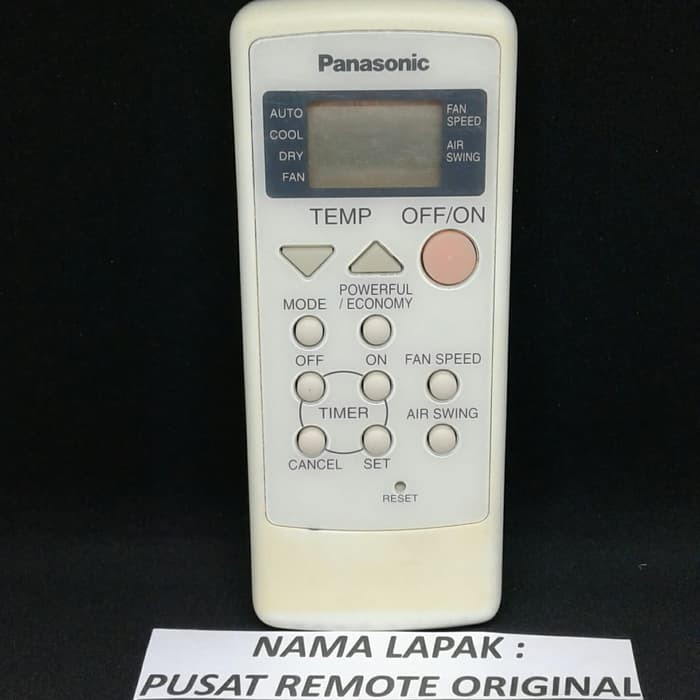 Panasonic
AUTO
COOL
DRY
FAN
FAN
SPEED
AIR
SWING
TEMP OFF/ON
POWERFUL
MODE / ECONOMY
OFF ON FAN SPEED
TIMER AIR SWING
CANCEL SET
RESET
NAMA LAPAK :
PUSAT REMOTE ORIGINAL